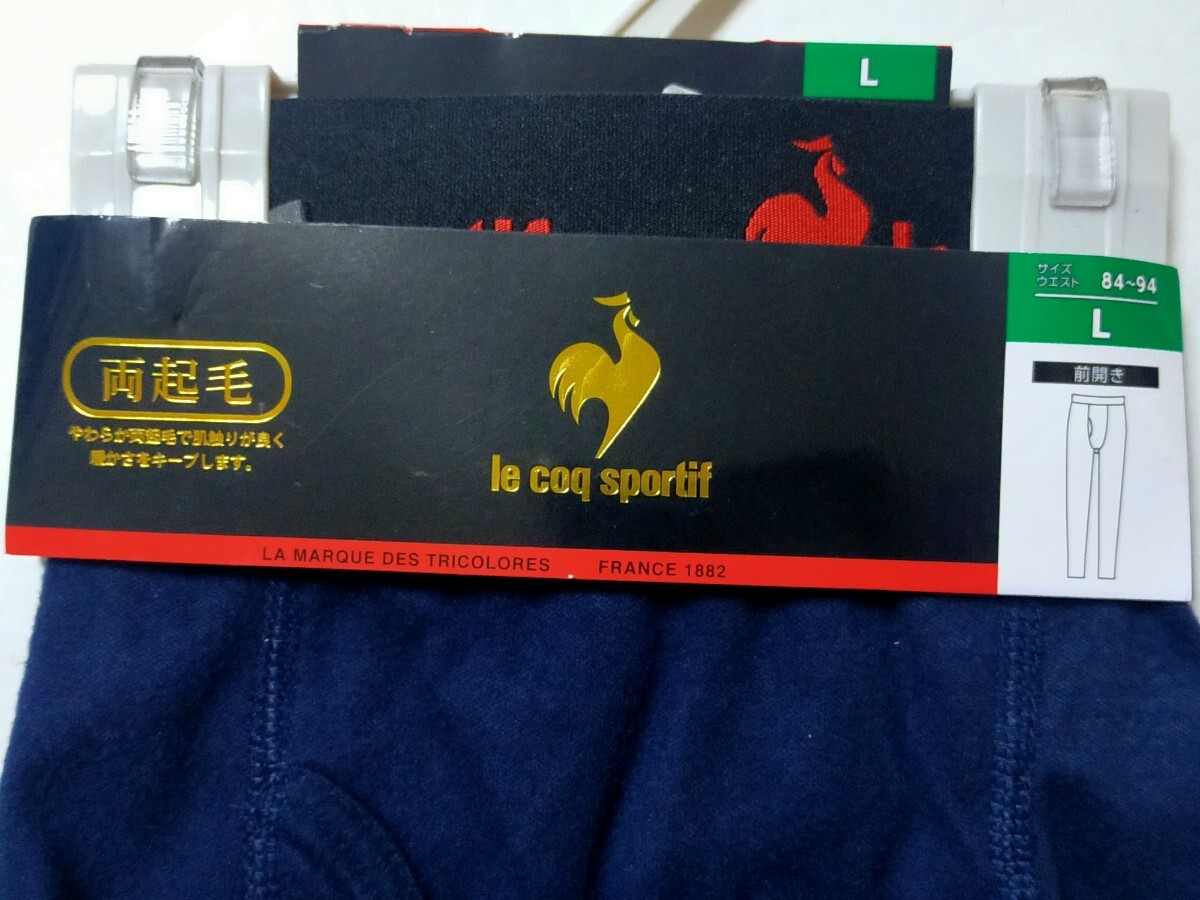 L
サイズ
ウエスト 84~94
L
前開き
両起毛
やわらか両起毛で肌触りが良く
暖かさをキープします。
le coq sportif
LA MARQUE DES TRICOLORES FRANCE 1882